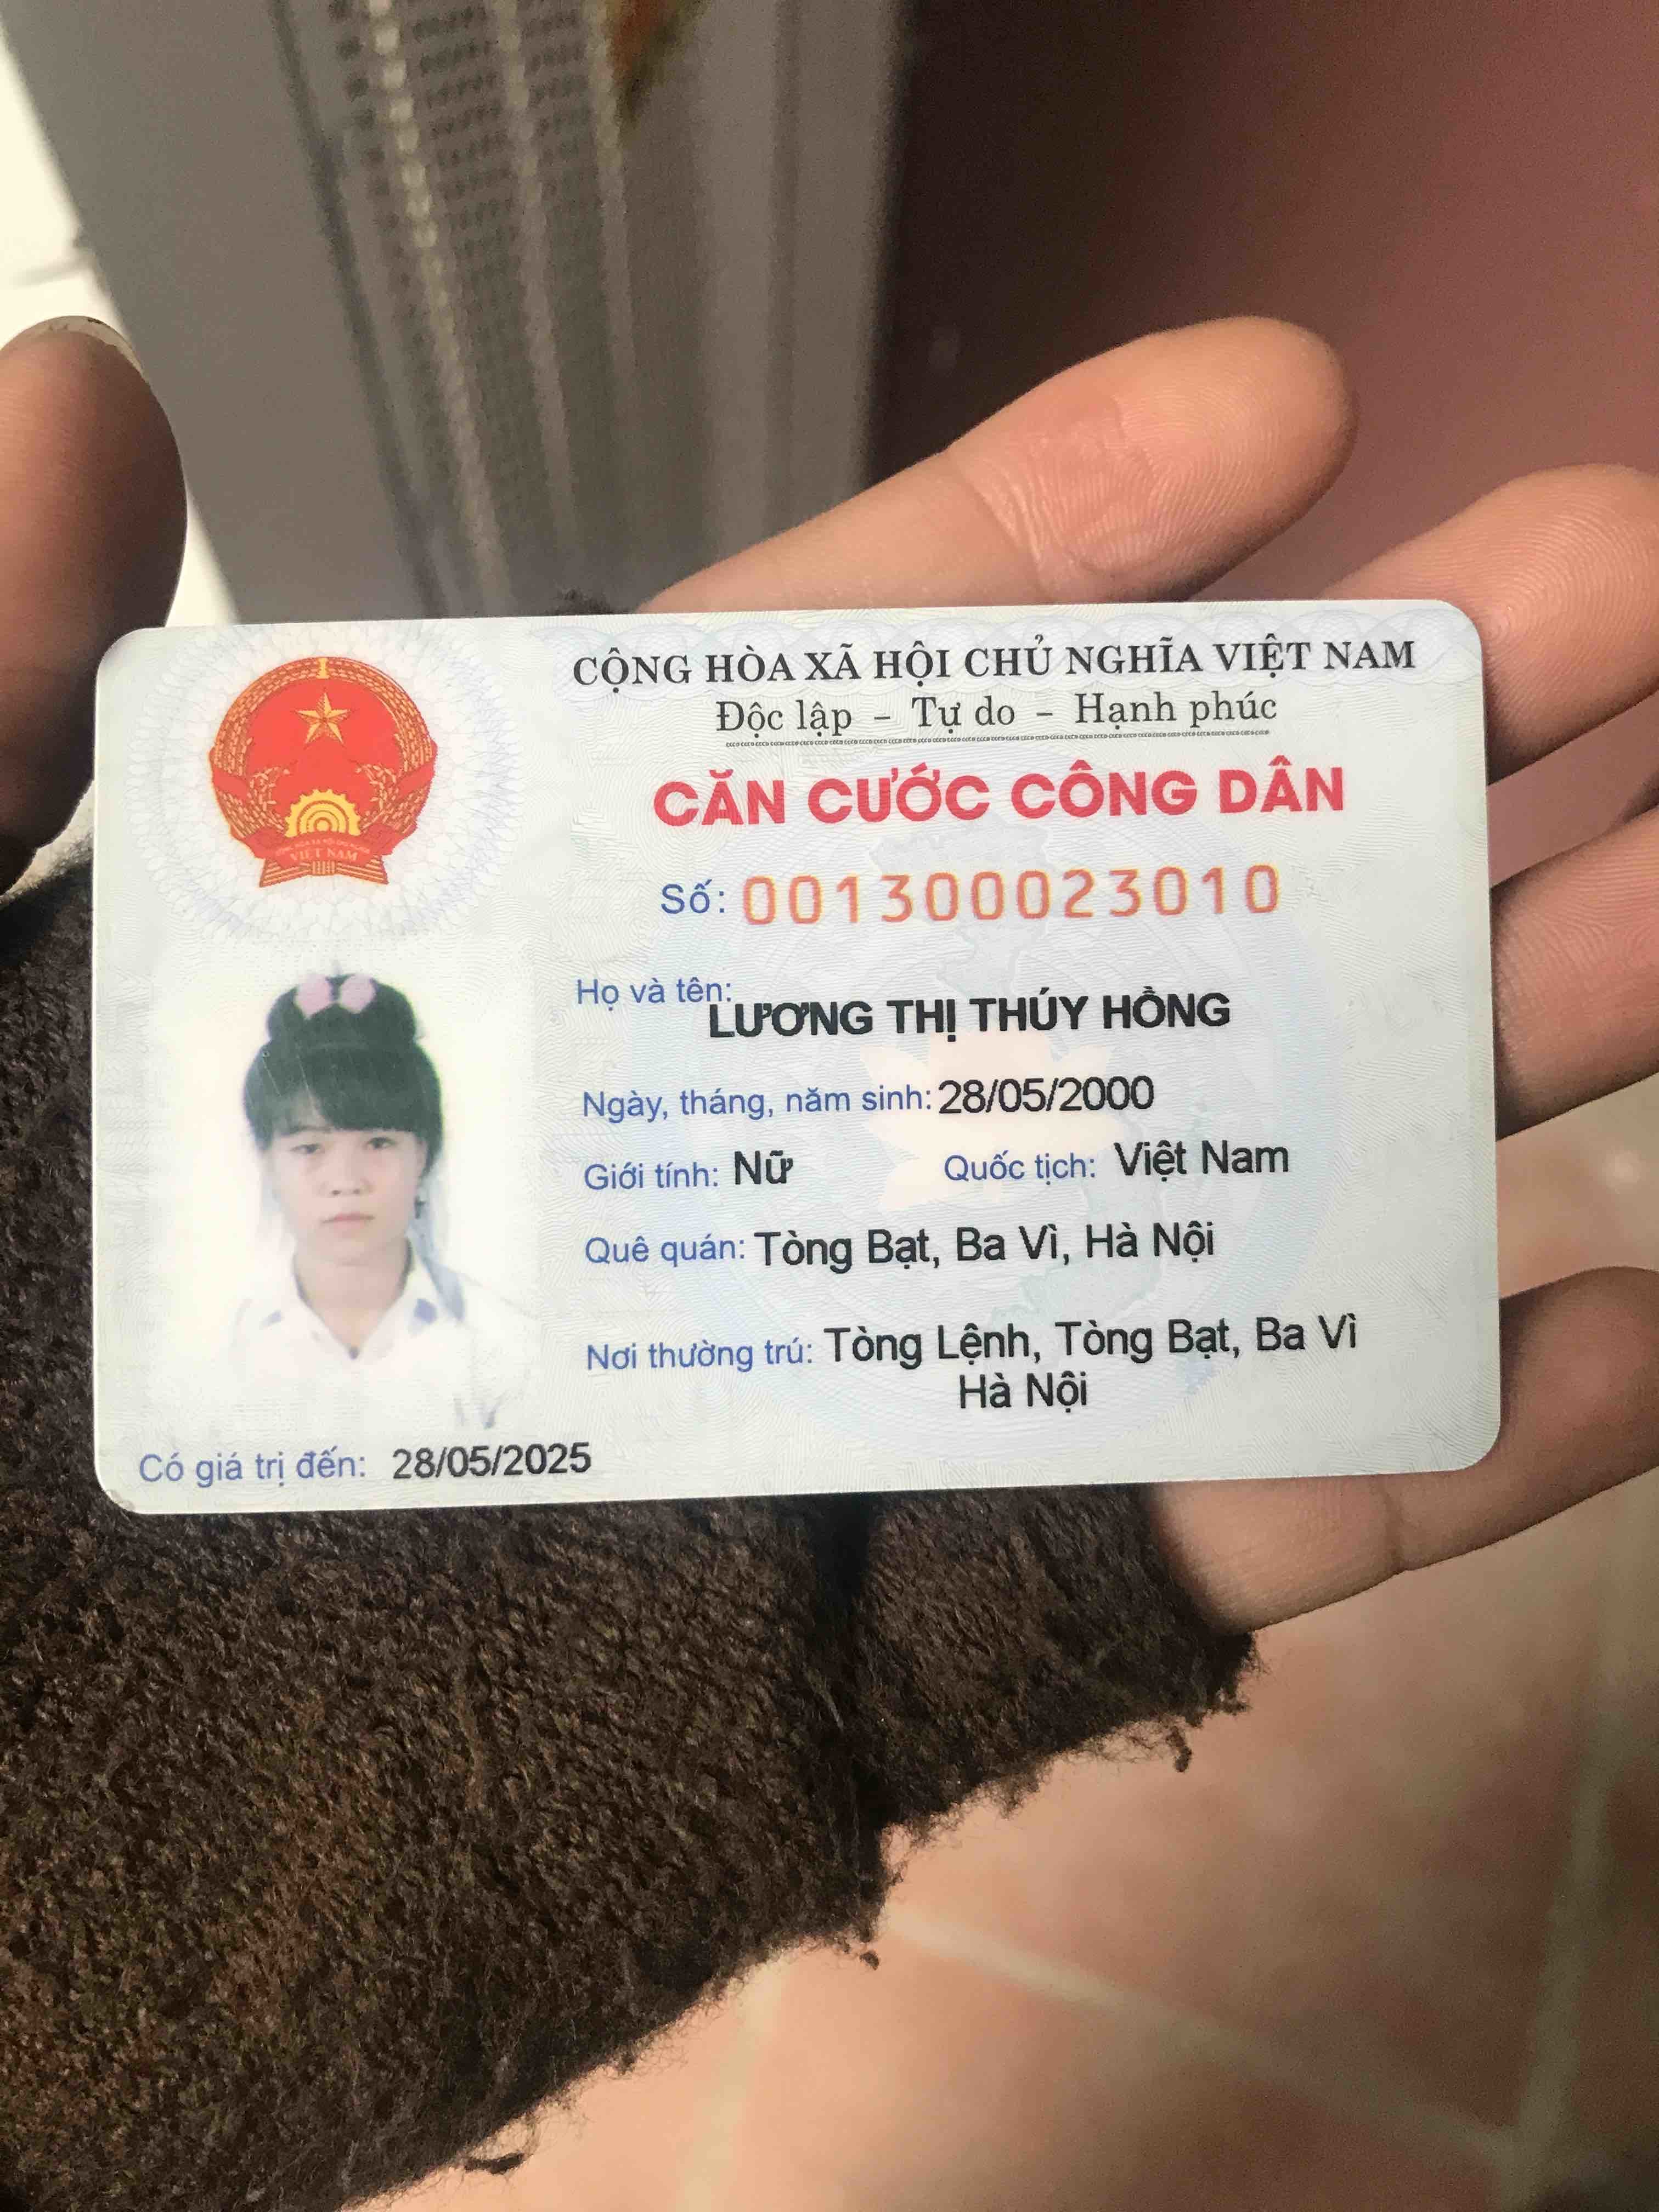 CỘNG HÒA XÃ HỘI CHỦ NGHĨA VIỆT NAM
Độc lập – Tự do – Hạnh phúc
CĂN CƯỚC CÔNG DÂN
Số: 001300023010
Họ và tên: LƯƠNG THỊ THÚY HỒNG
Ngày, tháng, năm sinh: 28/05/2000
Giới tính: Nữ Quốc tịch: Việt Nam
Quê quán: Tòng Bạt, Ba Vì, Hà Nội
Nơi thường trú: Tòng Lệnh, Tòng Bạt, Ba Vì
Hà Nội
Có giá trị đến: 28/05/2025
VIỆT NAM